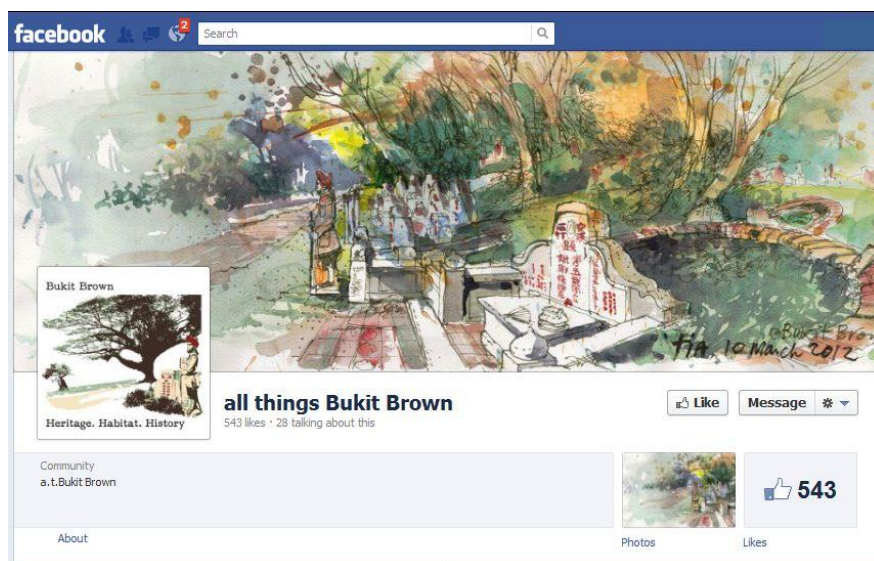 facebook
2
Search
Bukit Brown
Heritage. Habitat. History
Tia, 10 March 2012
all things Bukit Brown
543 likes · 28 talking about this
Like
Message
Community
a.t.Bukit Brown
543
About
Photos
Likes